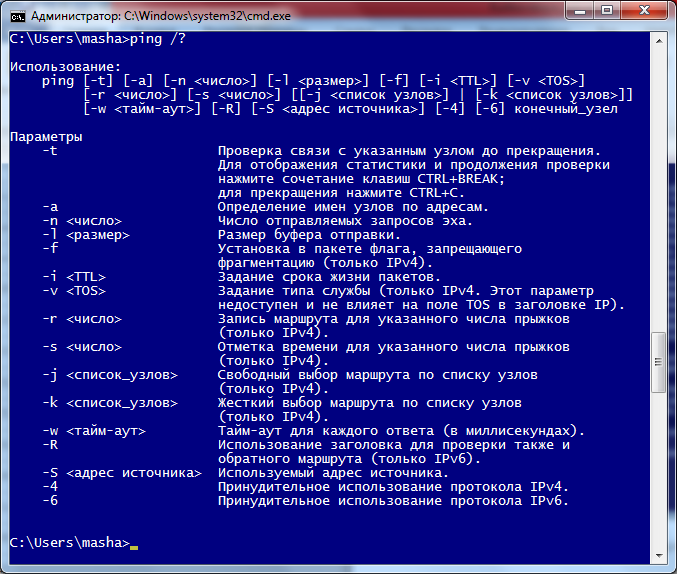 Администратор: C:\Windows\system32\cmd.exe
C:\Users\masha>ping /?
Использование:
ping [-t] [-a] [-n <число>] [-l <размер>] [-f] [-i <TTL>] [-v <TOS>]
[-r <число>] [-s <число>] [[-j <список узлов>] | [-k <список узлов>]]
[-w <тайм-аут>] [-R] [-S <адрес источника>] [-4] [-6] конечный_узел
Параметры
-t Проверка связи с указанным узлом до прекращения.
Для отображения статистики и продолжения проверки
нажмите сочетание клавиш CTRL+BREAK;
для прекращения нажмите CTRL+C.
-a Определение имен узлов по адресам.
-n <число> Число отправляемых запросов эха.
-l <размер> Размер буфера отправки.
-f Установка в пакете флага, запрещающего
фрагментацию (только IPv4).
-i <TTL> Задание срока жизни пакетов.
-v <TOS> Задание типа службы (только IPv4. Этот параметр
недоступен и не влияет на поле TOS в заголовке IP).
-r <число> Запись маршрута для указанного числа прыжков
(только IPv4).
-s <число> Отметка времени для указанного числа прыжков
(только IPv4).
-j <список_узлов> Свободный выбор маршрута по списку узлов
(только IPv4).
-k <список_узлов> Жесткий выбор маршрута по списку узлов
(только IPv4).
-w <тайм-аут> Тайм-аут для каждого ответа (в миллисекундах).
-R Использование заголовка для проверки также и
обратного маршрута (только IPv6).
-S <адрес источника> Используемый адрес источника.
-4 Принудительное использование протокола IPv4.
-6 Принудительное использование протокола IPv6.
C:\Users\masha>